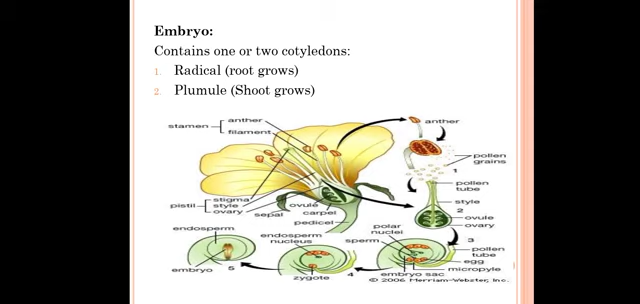 Embryo:
Contains one or two cotyledons:
1. Radical (root grows)
2. Plumule (Shoot grows)
stamen
anther
filament
anther
pollen
grains
1
pollen
tube
style
2
ovule
ovary
pistil
stigma
style
ovary
ovule
carpel
sepal
pedicel
3
endosperm
embryo
5
endosperm
nucleus
zygote
4
polar
nuclei
sperm
embryo sac
pollen
tube
egg
micropyle
© 2006 Merriam-Webster, Inc.